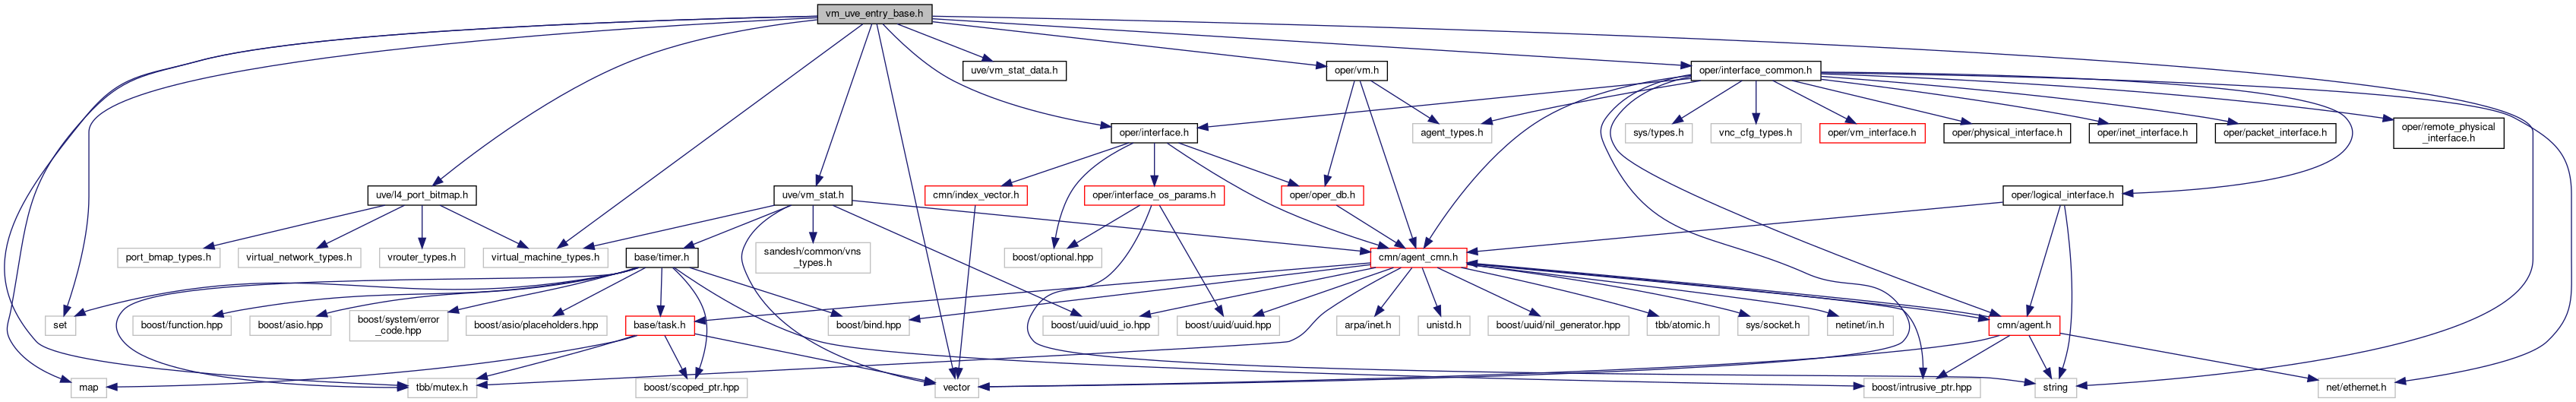 vm_uve_entry_base.h
uve/vm_stat_data.h
oper/vm.h
oper/interface_common.h
oper/interface.h
agent_types.h
sys/types.h
vnc_cfg_types.h
oper/vm_interface.h
oper/physical_interface.h
oper/inet_interface.h
oper/packet_interface.h
oper/remote_physical
_interface.h
uve/l4_port_bitmap.h
uve/vm_stat.h
cmn/index_vector.h
oper/interface_os_params.h
oper/oper_db.h
oper/logical_interface.h
port_bmap_types.h
virtual_network_types.h
vrouter_types.h
virtual_machine_types.h
base/timer.h
sandesh/common/vns
_types.h
boost/optional.hpp
cmn/agent_cmn.h
set
boost/function.hpp
boost/asio.hpp
boost/system/error
_code.hpp
boost/asio/placeholders.hpp
base/task.h
boost/bind.hpp
boost/uuid/uuid_io.hpp
boost/uuid/uuid.hpp
arpa/inet.h
unistd.h
boost/uuid/nil_generator.hpp
tbb/atomic.h
sys/socket.h
netinet/in.h
cmn/agent.h
map
tbb/mutex.h
boost/scoped_ptr.hpp
vector
boost/intrusive_ptr.hpp
string
net/ethernet.h